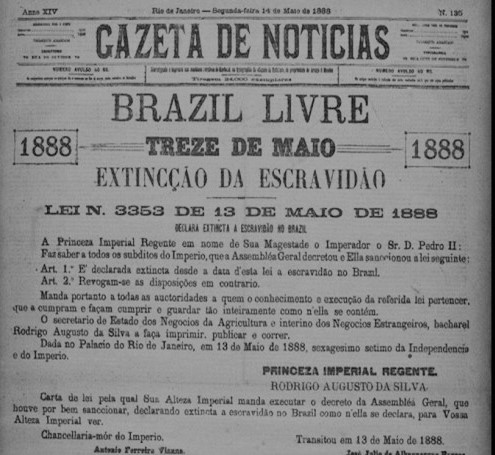 Anno XIV
Rio de Janeiro — Segunda-feira 14 de Maio de 1888
N. 135
GAZETA DE NOTICIAS
NUMERO AVULSO 40 RS.
NUMERO AVULSO 40 RS.
Tiragem 24,000 exemplares
BRAZIL LIVRE
1888
TREZE DE MAIO
1888
EXTINCÇÃO DA ESCRAVIDÃO
LEI N. 3353 DE 13 DE MAIO DE 1888
DECLARA EXTINCTA A ESCRAVIDÃO NO BRAZIL
A Princeza Imperial Regente em nome de Sua Magestade o Imperador o Sr. D. Pedro II:
Faz saber a todos os subditos do Imperio, que a Assembléa Geral decretou e Ella sanccionou a lei seguinte:
Art. 1.º E' declarada extincta desde a data d'esta lei a escravidão no Brazil.
Art. 2.º Revogam-se as disposições em contrario.
Manda portanto a todas as auctoridades a quem o conhecimento e execução da referida lei pertencer,
que a cumpram e façam cumprir e guardar tão inteiramente como n'ella se contém.
O secretario de Estado dos Negocios da Agricultura e interino dos Negocios Estrangeiros, bacharel
Rodrigo Augusto da Silva a faça imprimir, publicar e correr.
Dada no Palacio do Rio de Janeiro, em 13 de Maio de 1888, sexagesimo setimo da Independencia
e do Imperio.
PRINCEZA IMPERIAL REGENTE.
RODRIGO AUGUSTO DA SILVA.
Carta de lei pela qual Sua Alteza Imperial manda executar o decreto da Assembléa Geral, que
houve por bem sanccionar, declarando extincta a escravidão no Brazil como n'ella se declara, para Vossa
Alteza Imperial ver.
Chancellaria-mór do Imperio.
Transitou em 13 de Maio de 1888.
Antonio Ferreira Vianna.
José Julio de Albuquerque Barros